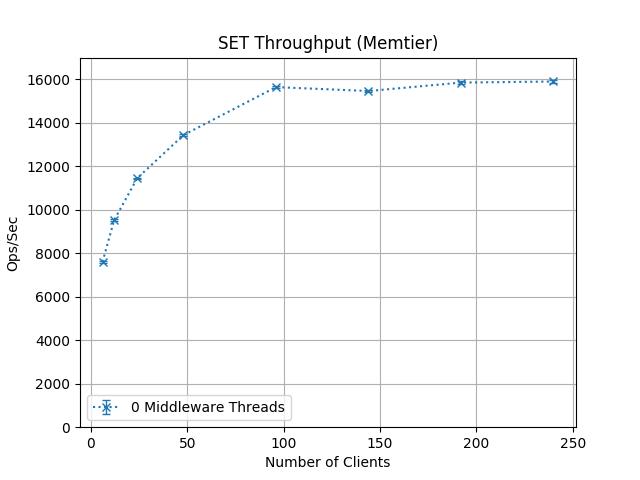 SET Throughput (Memtier)
16000
14000
12000
10000
8000
6000
4000
2000
0
Ops/Sec
0 Middleware Threads
0 50 100 150 200 250
Number of Clients